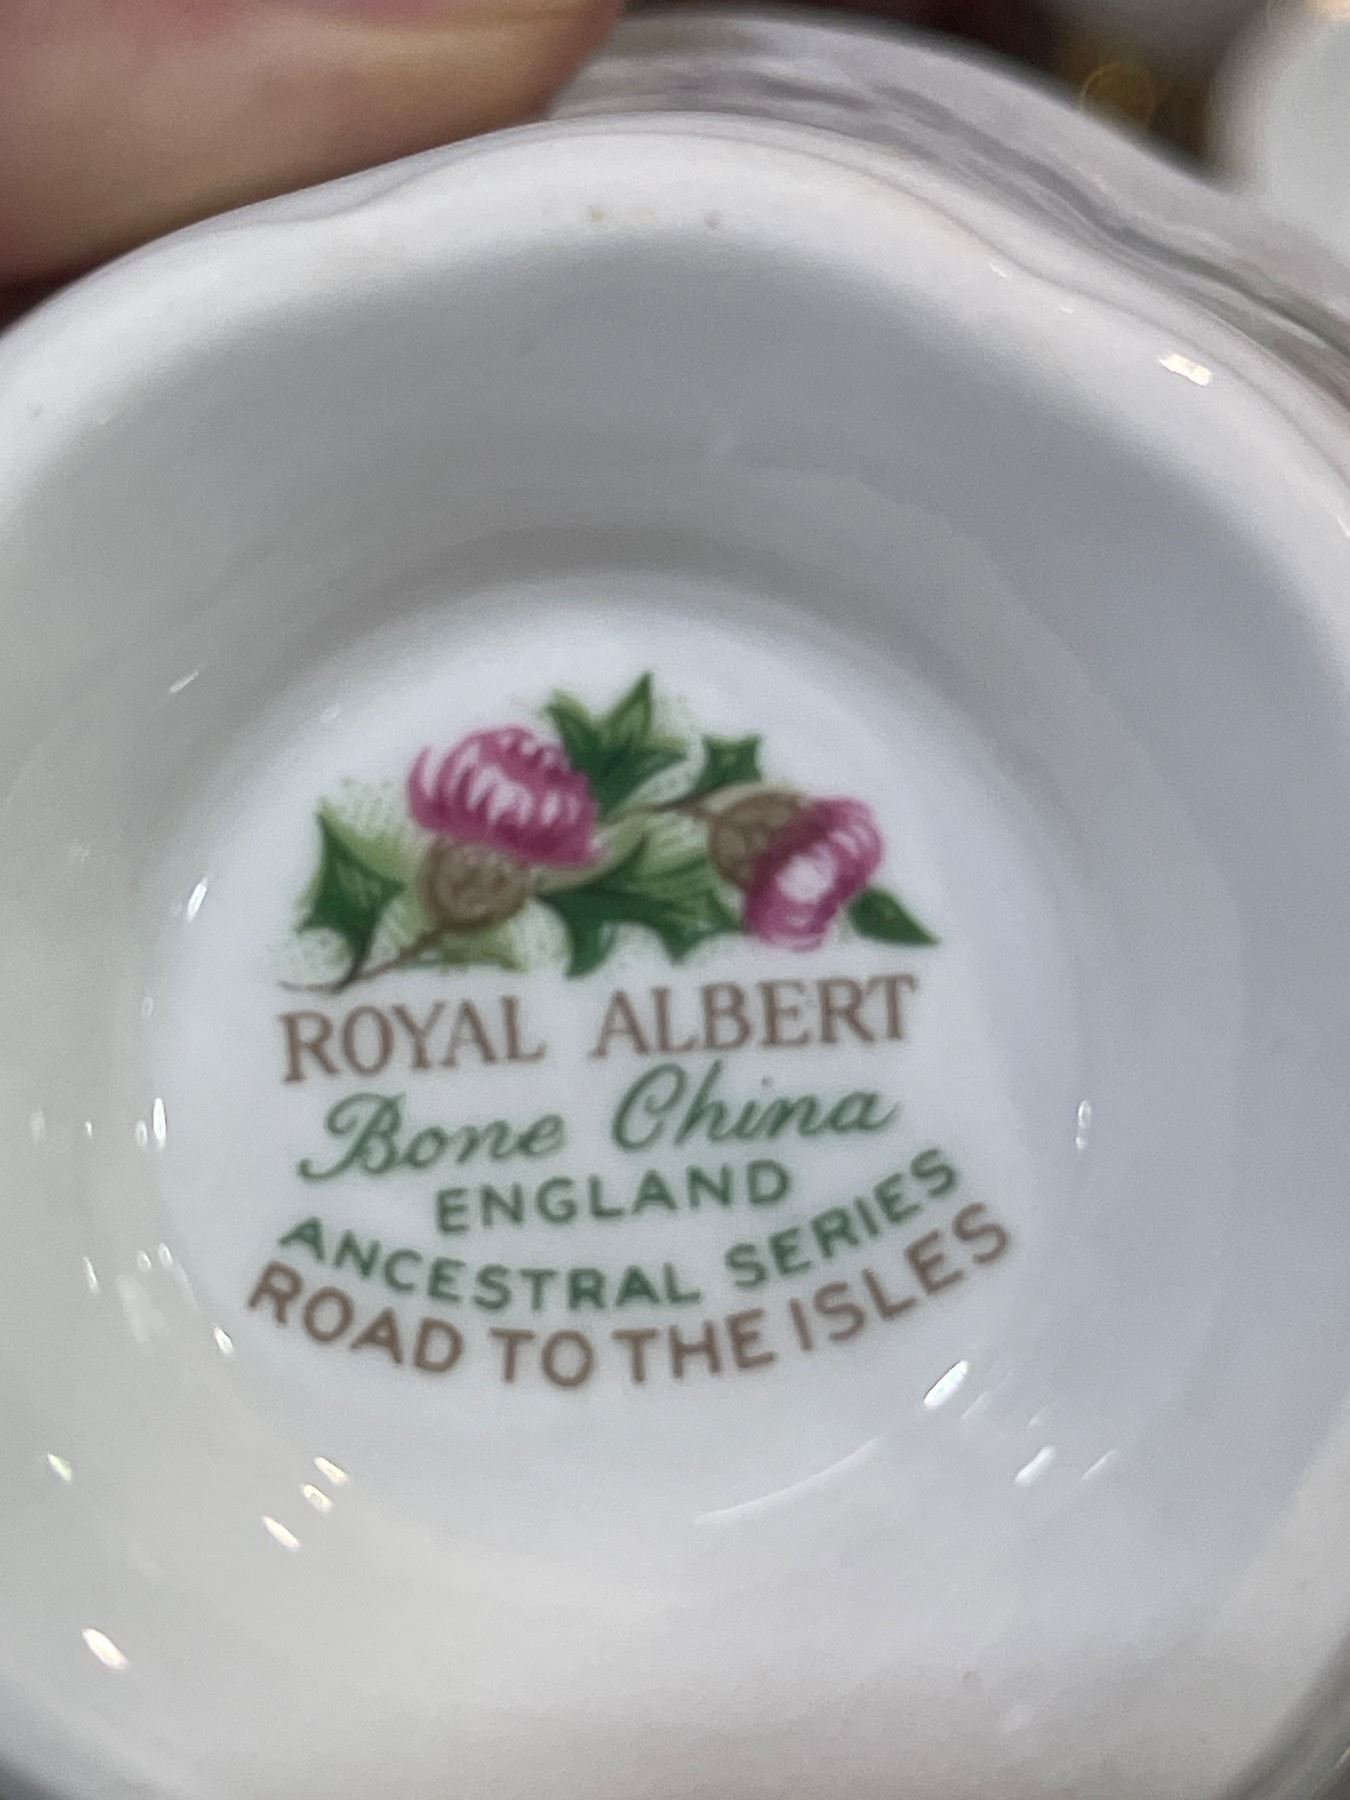 ROYAL ALBERT
Bone China
ENGLAND
ANCESTRAL SERIES
ROAD TO THE ISLES